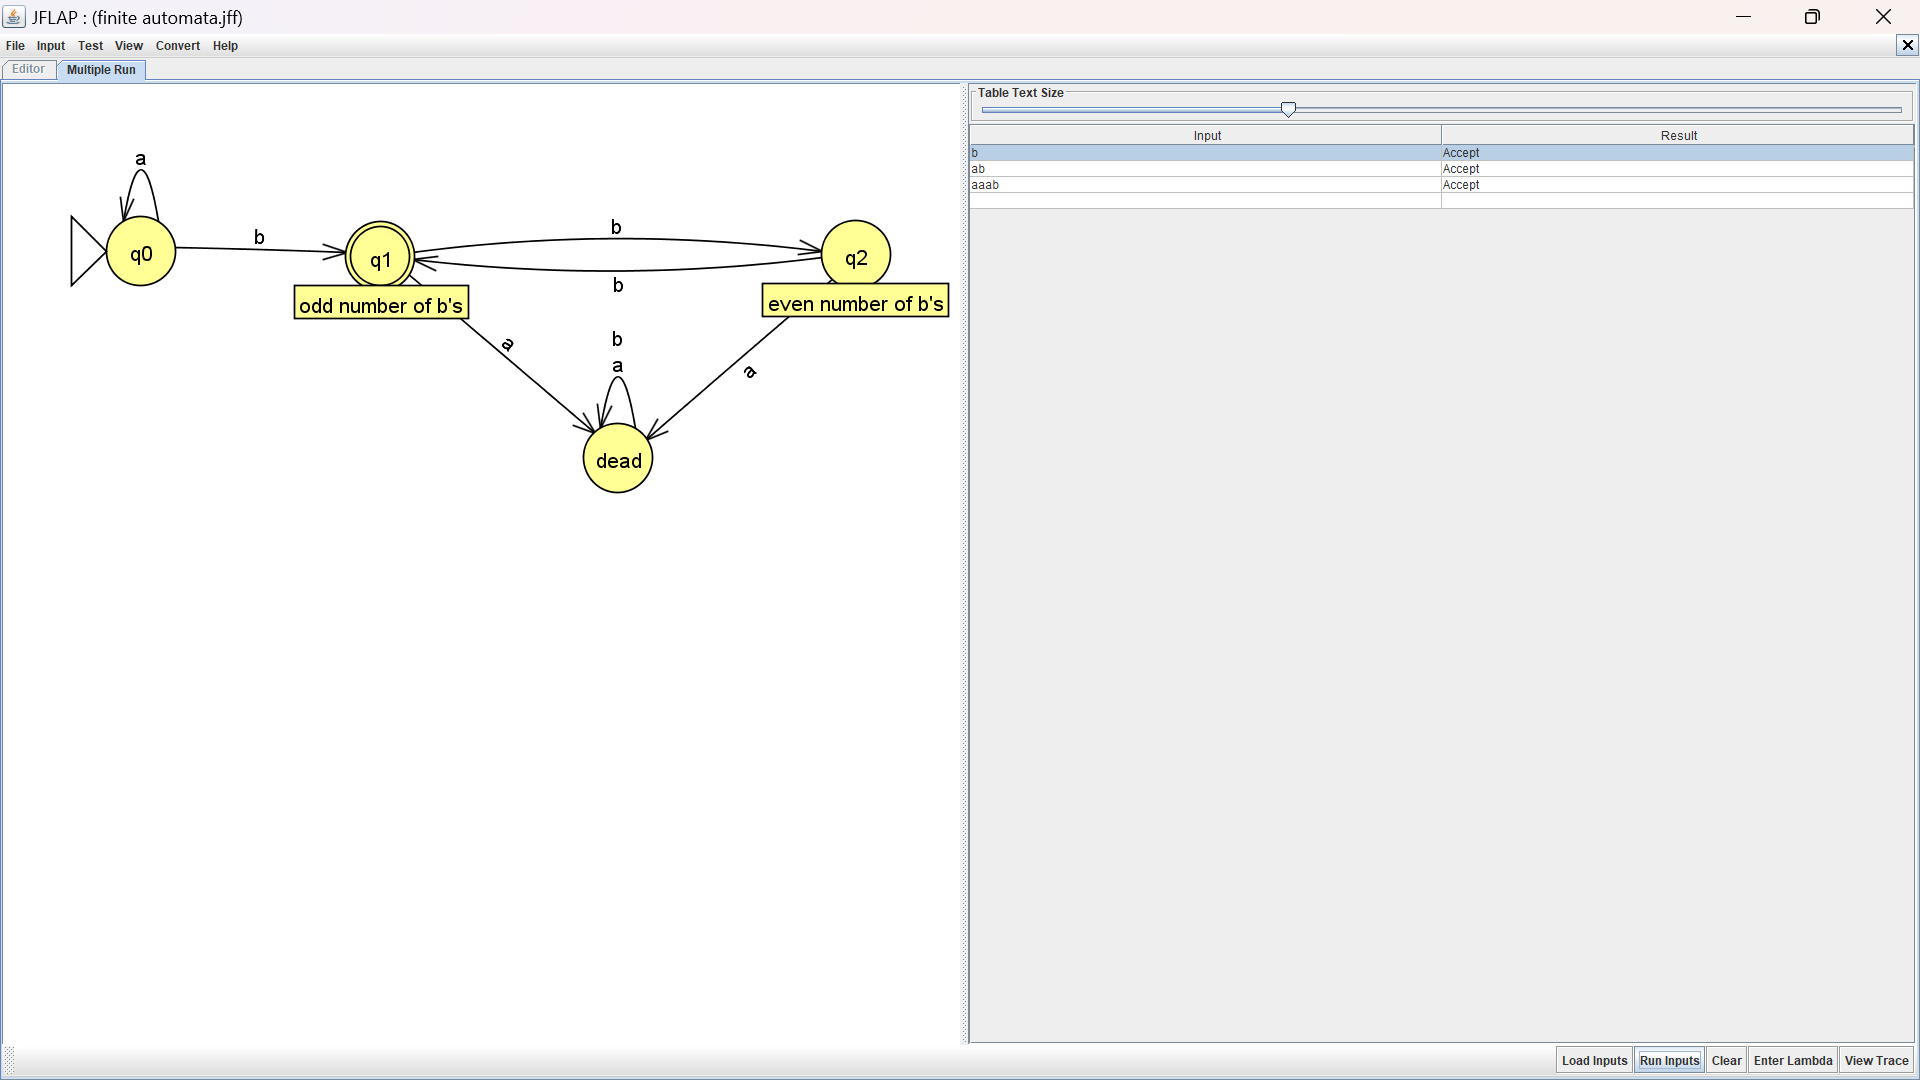 JFLAP : (finite automata.jff)
File Input Test View Convert Help
Editor Multiple Run
Table Text Size
Input Result
b Accept
ab Accept
aaab Accept
a
q0
b
q1
odd number of b's
b
b
q2
even number of b's
a
b
a
a
dead
Load Inputs Run Inputs Clear Enter Lambda View Trace